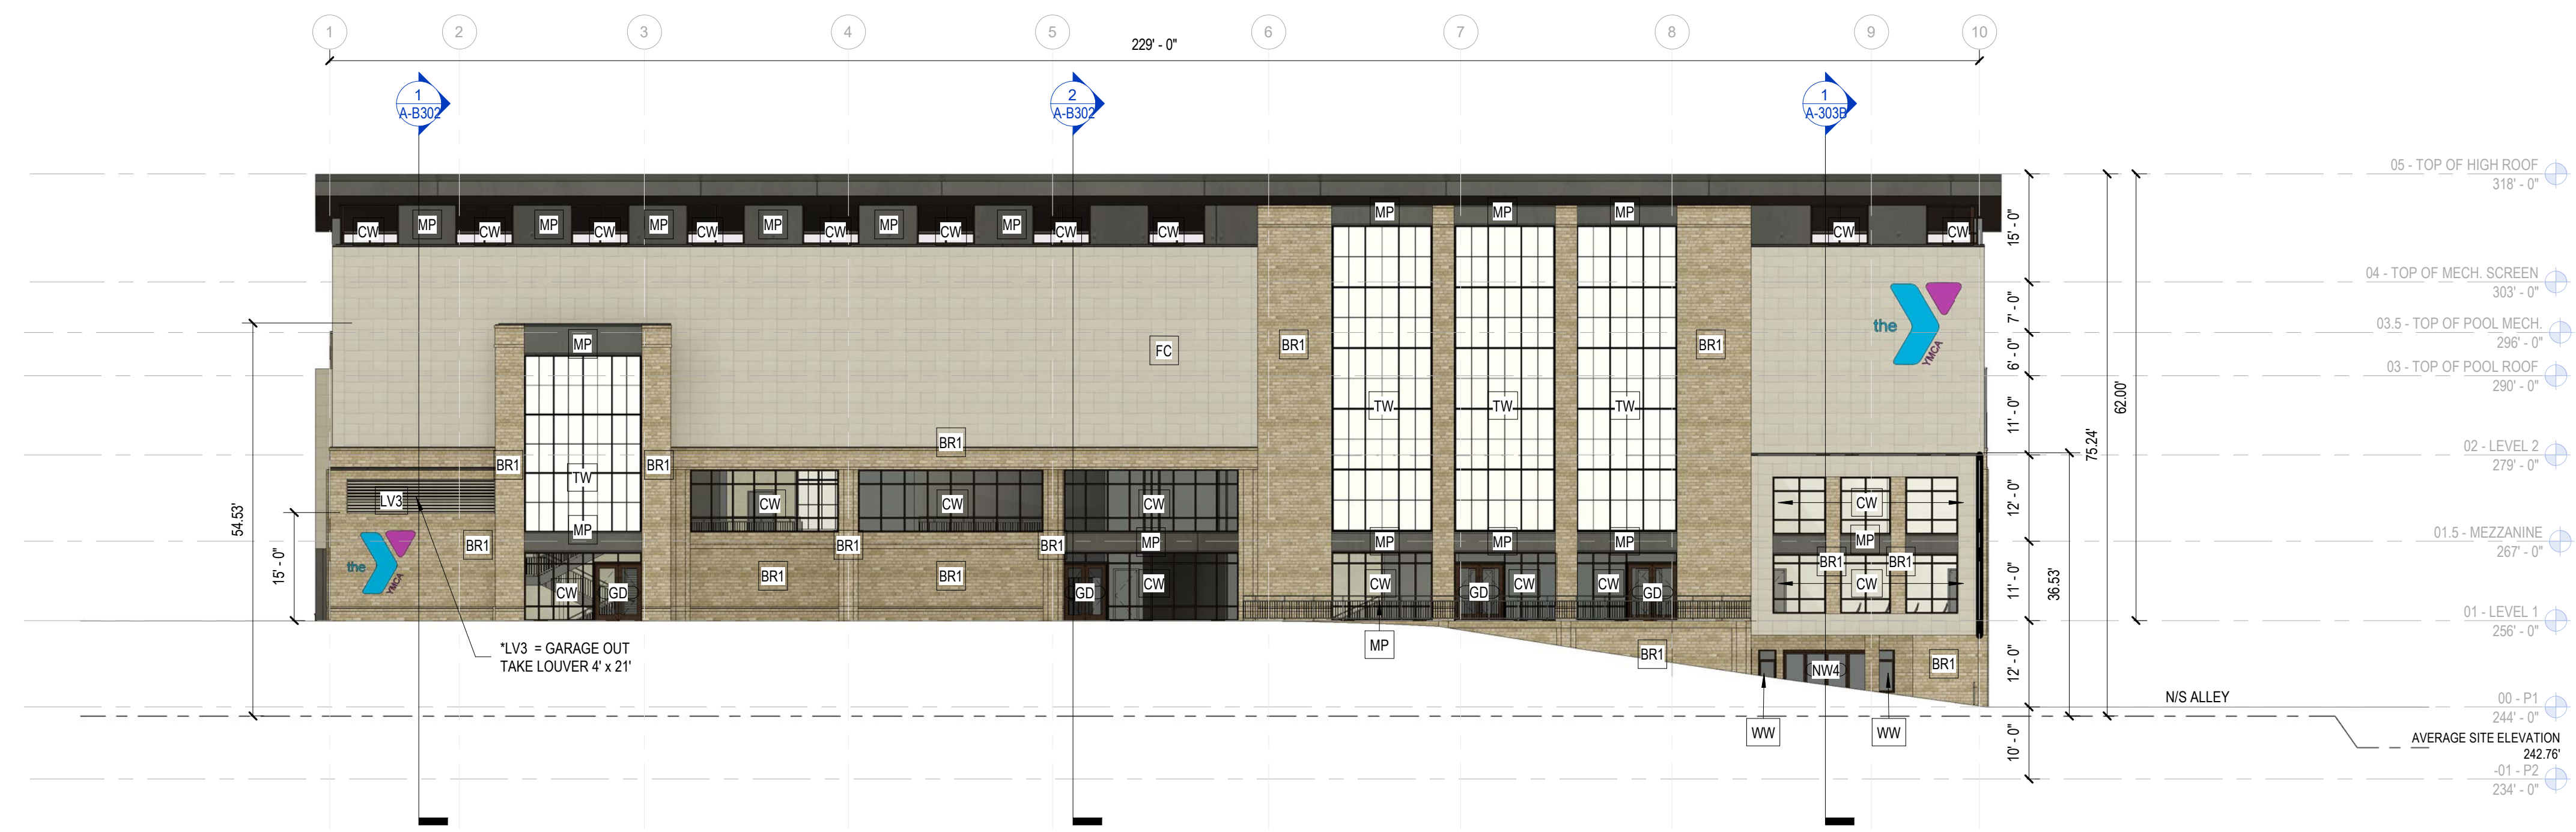 1 2 3 4 5 6 7 8 9 10
229' - 0"
1
A-B302
2
A-B302
1
A-303B
05 - TOP OF HIGH ROOF
318' - 0"
MP MP MP
CW MP CW MP CW MP CW MP CW MP CW MP CW CW CW CW
15' - 0"
04 - TOP OF MECH. SCREEN
303' - 0"
7' - 0"
the
YMCA
03.5 - TOP OF POOL MECH.
296' - 0"
MP FC BR1 BR1
6' - 0"
03 - TOP OF POOL ROOF
290' - 0"
TW TW TW
11' - 0"
62.00'
75.24'
BR1
02 - LEVEL 2
279' - 0"
BR1 BR1
TW
LV3 CW CW CW CW
12' - 0"
54.53'
MP
01.5 - MEZZANINE
267' - 0"
BR1 BR1 BR1 MP MP MP MP MP
15' - 0"
the
YMCA
BR1 BR1 BR1 BR1
CW GD GD CW CW GD CW CW GD CW
11' - 0"
36.53'
01 - LEVEL 1
256' - 0"
*LV3 = GARAGE OUT
TAKE LOUVER 4' x 21'
MP BR1 NW4 BR1
12' - 0"
N/S ALLEY
00 - P1
244' - 0"
WW WW
AVERAGE SITE ELEVATION
242.76'
10' - 0"
-01 - P2
234' - 0"